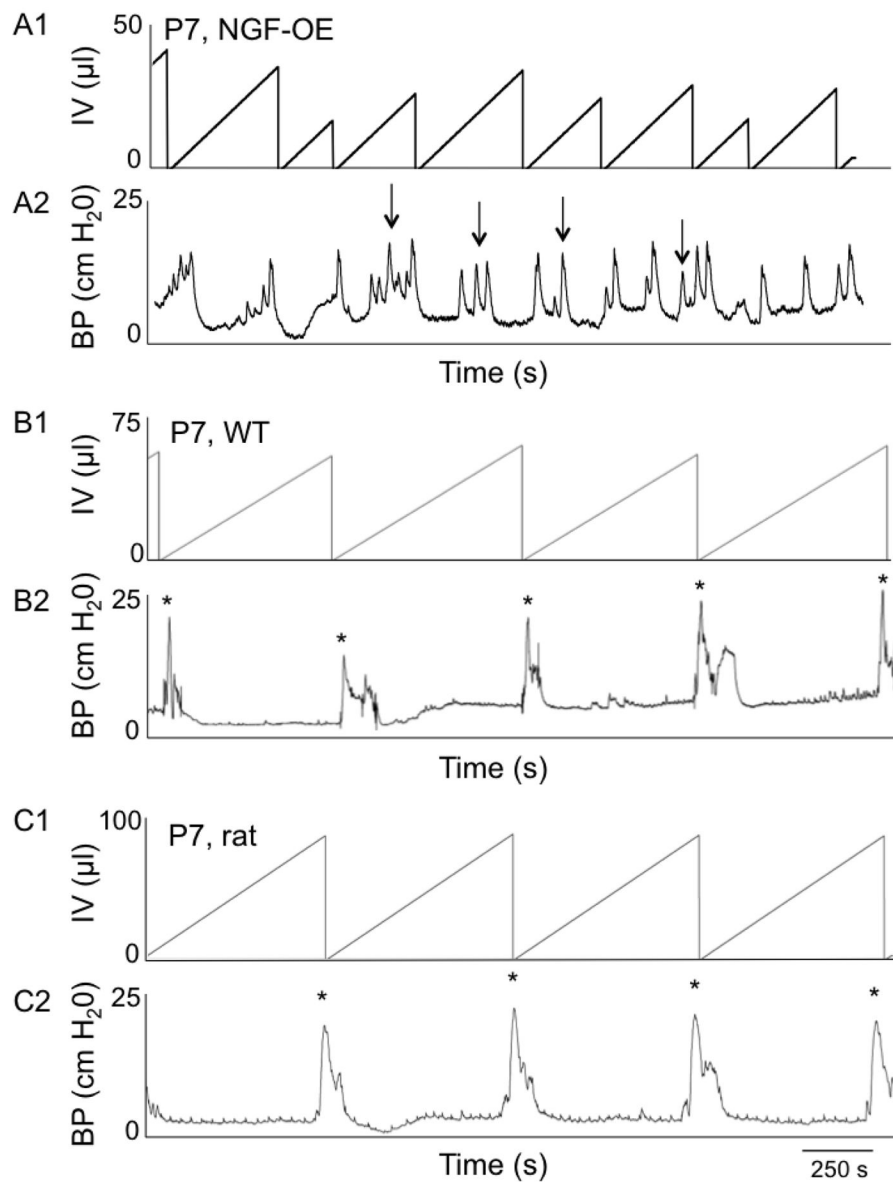 A1
P7, NGF-OE
50
IV (µl)
0
A2
25
BP (cm H₂0)
0
Time (s)
B1
P7, WT
75
IV (µl)
0
B2
25
BP (cm H₂0)
0
* * * * *
Time (s)
C1
P7, rat
100
IV (µl)
0
C2
25
BP (cm H₂0)
0
* * * *
Time (s)
250 s